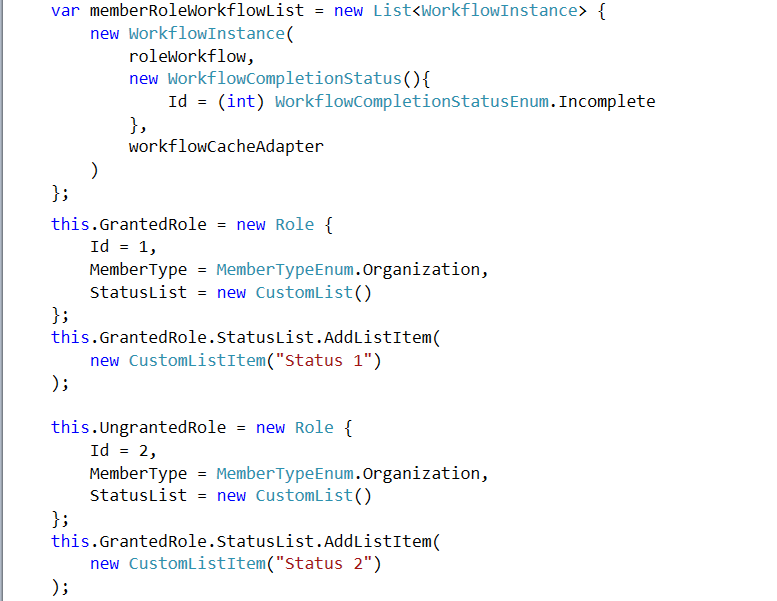 var memberRoleWorkflowList = new List<WorkflowInstance> {
    new WorkflowInstance(
        roleWorkflow,
        new WorkflowCompletionStatus(){
            Id = (int) WorkflowCompletionStatusEnum.Incomplete
        },
        workflowCacheAdapter
    )
};
this.GrantedRole = new Role {
    Id = 1,
    MemberType = MemberTypeEnum.Organization,
    StatusList = new CustomList()
};
this.GrantedRole.StatusList.AddListItem(
    new CustomListItem("Status 1")
);

this.UngrantedRole = new Role {
    Id = 2,
    MemberType = MemberTypeEnum.Organization,
    StatusList = new CustomList()
};
this.GrantedRole.StatusList.AddListItem(
    new CustomListItem("Status 2")
);